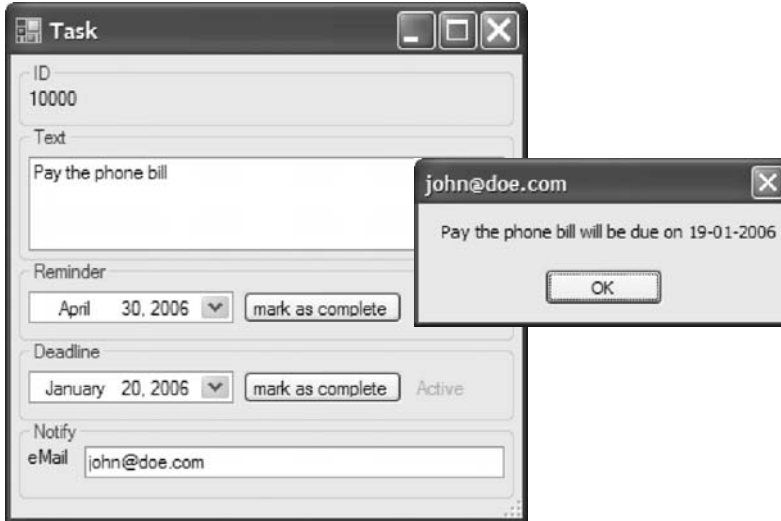 Task
ID
10000
Text
Pay the phone bill
john@doe.com
Pay the phone bill will be due on 19-01-2006
OK
Reminder
April 30, 2006 mark as complete
Deadline
January 20, 2006 mark as complete Active
Notify
eMail john@doe.com